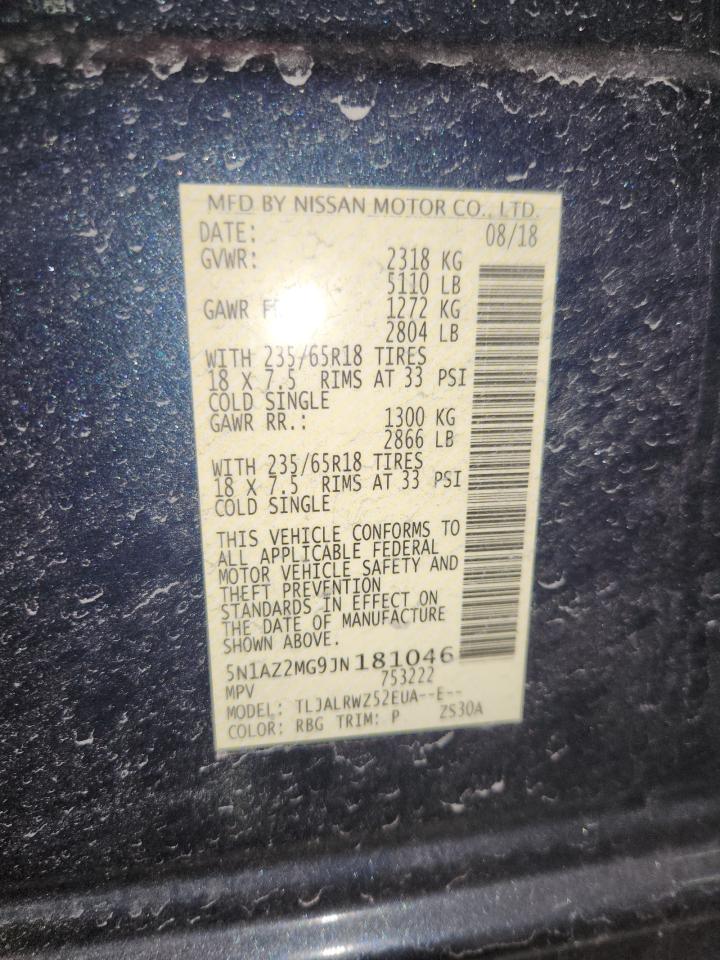 MFD BY NISSAN MOTOR CO., LTD.
DATE: 08/18
GVWR: 2318 KG
5110 LB
GAWR 1272 KG
2804 LB
WITH 235/65R18 TIRES
18 X 7.5 RIMS AT 33 PSI
COLD SINGLE
GAWR RR.: 1300 KG
2866 LB
WITH 235/65R18 TIRES
18 X 7.5 RIMS AT 33 PSI
COLD SINGLE
THIS VEHICLE CONFORMS TO
ALL APPLICABLE FEDERAL
MOTOR VEHICLE SAFETY AND
THEFT PREVENTION
STANDARDS IN EFFECT ON
THE DATE OF MANUFACTURE
SHOWN ABOVE.
5N1AZ2MG9JN181046
MPV 753222
MODEL: TLJALRWZ52EUA--E--
COLOR: RBG TRIM: P ZS30A